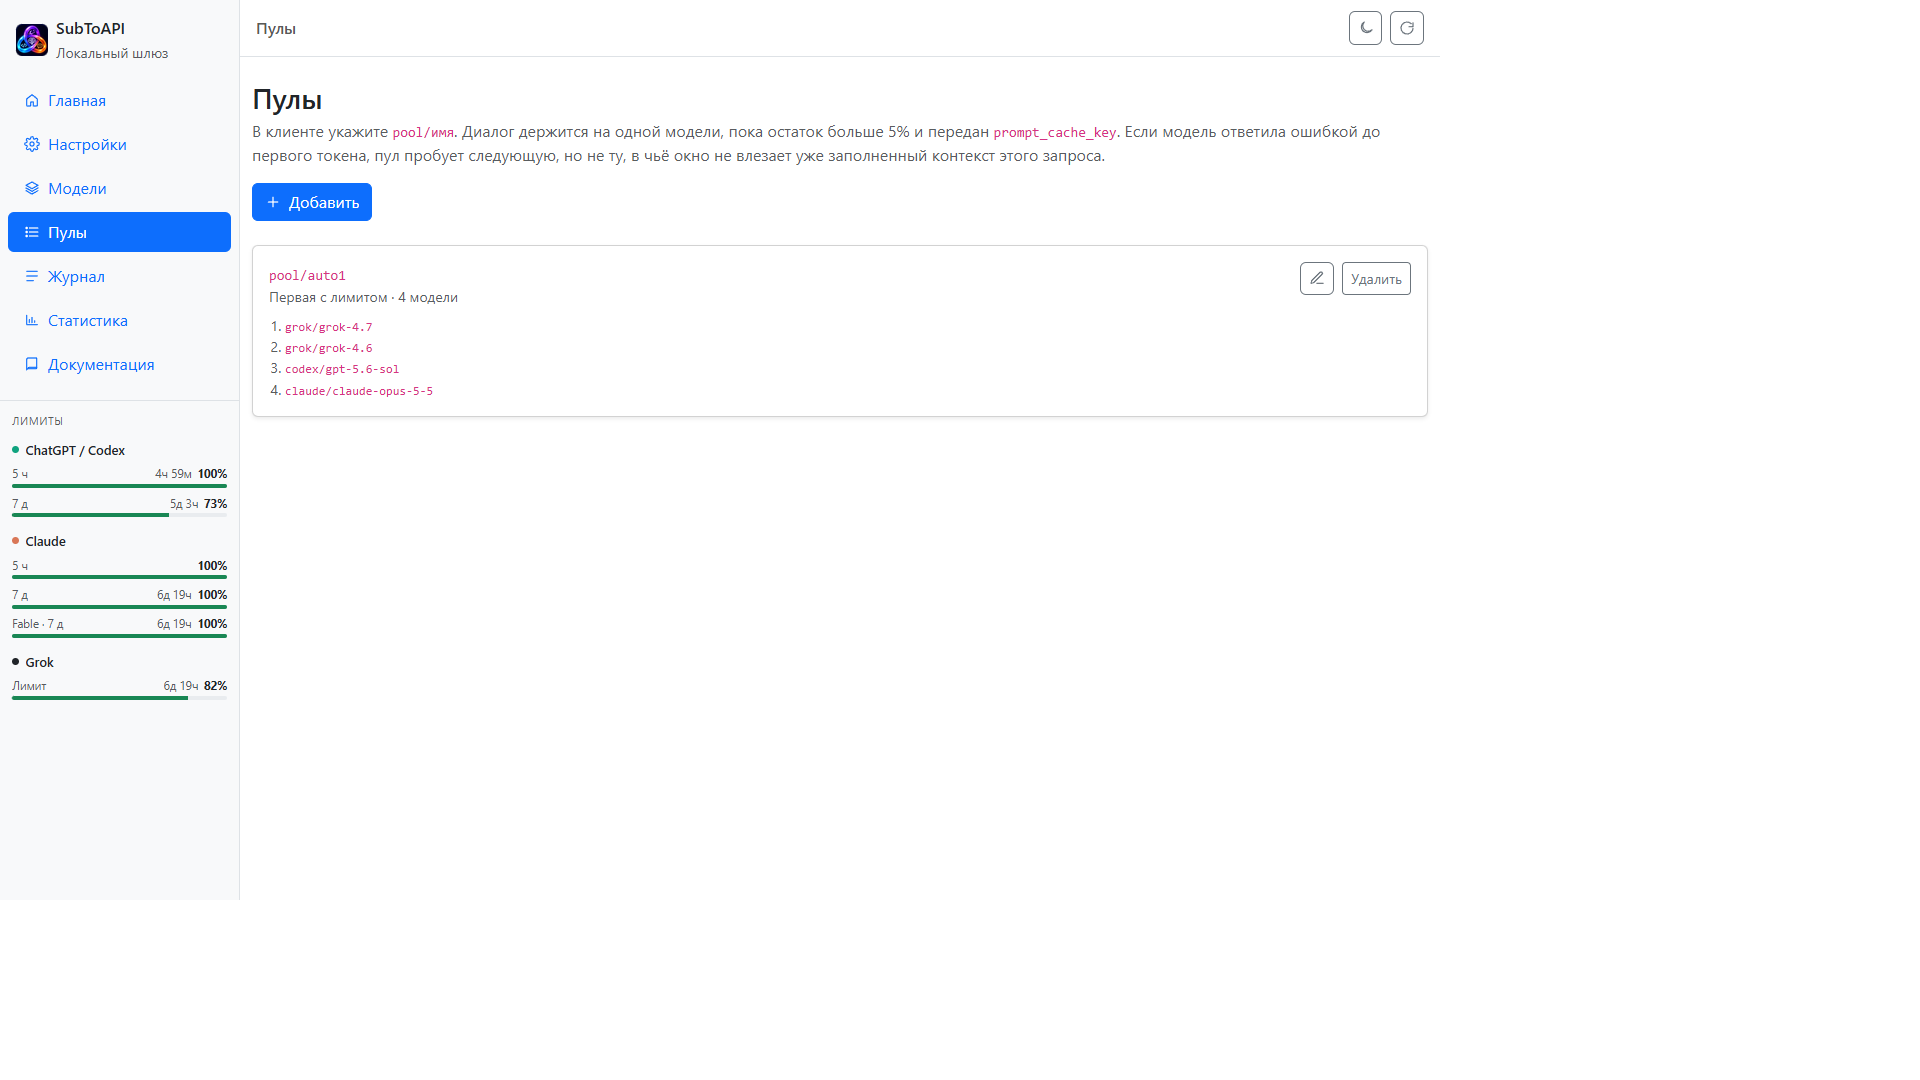 SubToAPI
Локальный шлюз
Главная
Настройки
Модели
Пулы
Журнал
Статистика
Документация
ЛИМИТЫ
ChatGPT / Codex
5 ч 4ч 59м 100%
7 д 5д 3ч 73%
Claude
5 ч 100%
7 д 6д 19ч 100%
Fable · 7 д 6д 19ч 100%
Grok
Лимит 6д 19ч 82%
Пулы
Пулы
В клиенте укажите pool/имя. Диалог держится на одной модели, пока остаток больше 5% и передан prompt_cache_key. Если модель ответила ошибкой до
первого токена, пул пробует следующую, но не ту, в чьё окно не влезает уже заполненный контекст этого запроса.
Добавить
pool/auto1
Удалить
Первая с лимитом · 4 модели
1. grok/grok-4.7
2. grok/grok-4.6
3. codex/gpt-5.6-sol
4. claude/claude-opus-5-5